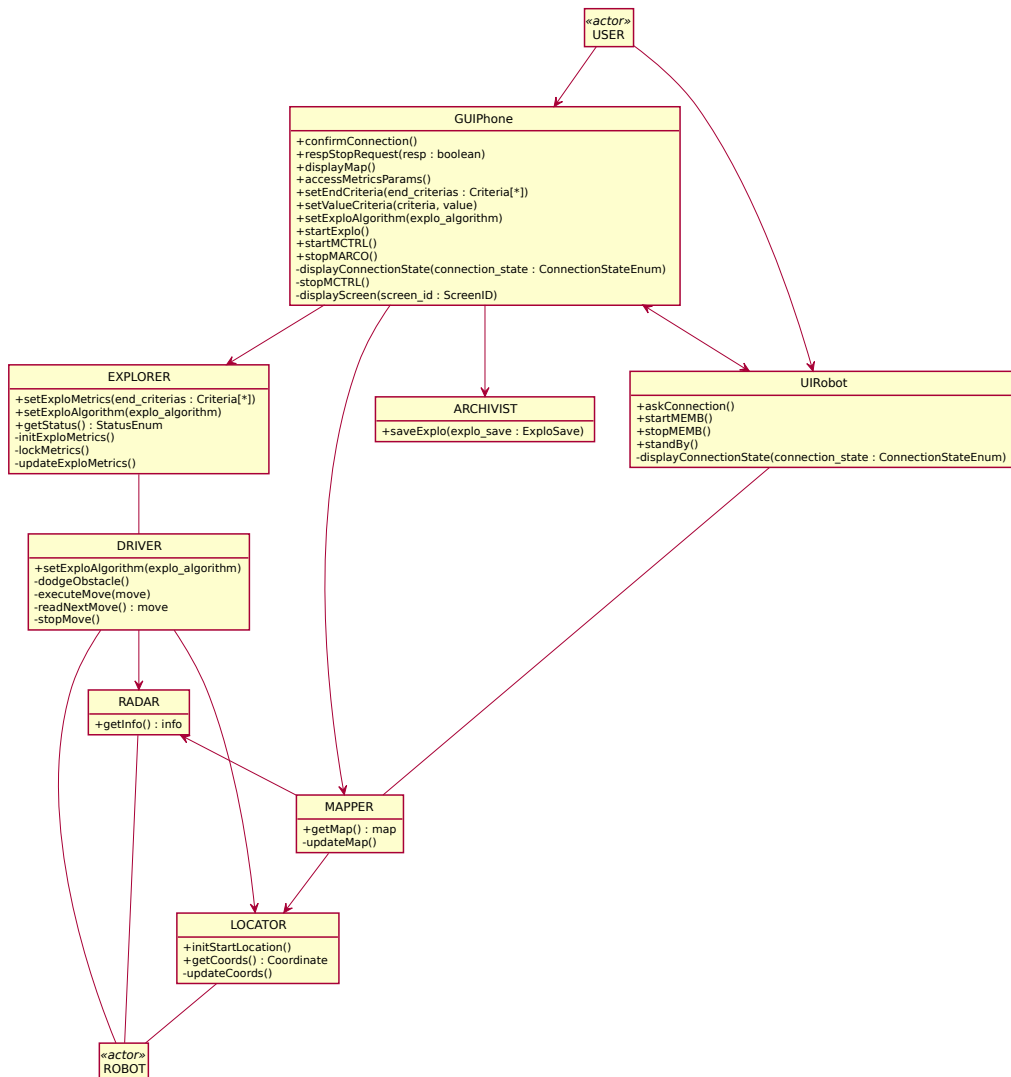 «actor»
USER
GUIPhone
+confirmConnection()
+respStopRequest(resp : boolean)
+displayMap()
+accessMetricsParams()
+setEndCriteria(end_criterias : Criteria[*])
+setValueCriteria(criteria, value)
+setExploAlgorithm(explo_algorithm)
+startExplo()
+startMCTRL()
+stopMARCO()
-displayConnectionState(connection_state : ConnectionStateEnum)
-stopMCTRL()
-displayScreen(screen_id : ScreenID)
EXPLORER
+setExploMetrics(end_criterias : Criteria[*])
+setExploAlgorithm(explo_algorithm)
+getStatus() : StatusEnum
-initExploMetrics()
-lockMetrics()
-updateExploMetrics()
ARCHIVIST
+saveExplo(explo_save : ExploSave)
UIRobot
+askConnection()
+startMEMB()
+stopMEMB()
+standBy()
-displayConnectionState(connection_state : ConnectionStateEnum)
DRIVER
+setExploAlgorithm(explo_algorithm)
-dodgeObstacle()
-executeMove(move)
-readNextMove() : move
-stopMove()
RADAR
+getInfo() : info
MAPPER
+getMap() : map
-updateMap()
LOCATOR
+initStartLocation()
+getCoords() : Coordinate
-updateCoords()
«actor»
ROBOT